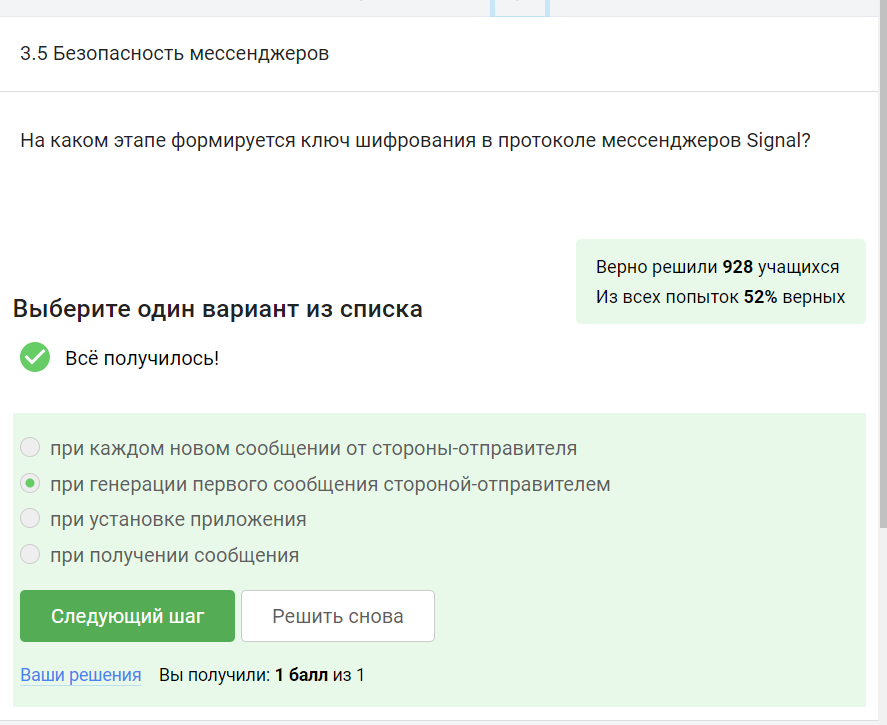 3.5 Безопасность мессенджеров
На каком этапе формируется ключ шифрования в протоколе мессенджеров Signal?
Верно решили 928 учащихся
Из всех попыток 52% верных
Выберите один вариант из списка
Всё получилось!
при каждом новом сообщении от стороны-отправителя
при генерации первого сообщения стороной-отправителем
при установке приложения
при получении сообщения
Следующий шаг
Решить снова
Ваши решения Вы получили: 1 балл из 1